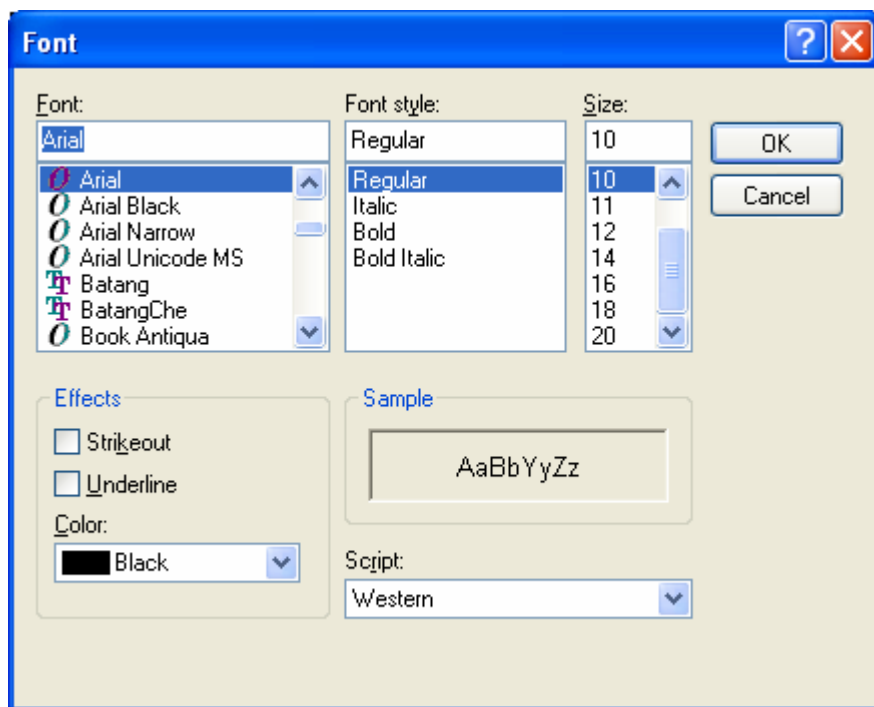 Font
Font: Font style: Size:
Arial Regular 10 OK
Arial Regular 10 Cancel
Arial Black Italic 11
Arial Narrow Bold 12
Arial Unicode MS Bold Italic 14
Batang 16
BatangChe 18
Book Antiqua 20
Effects Sample
Strikeout
AaBbYyZz
Underline
Color:
Black
Script:
Western